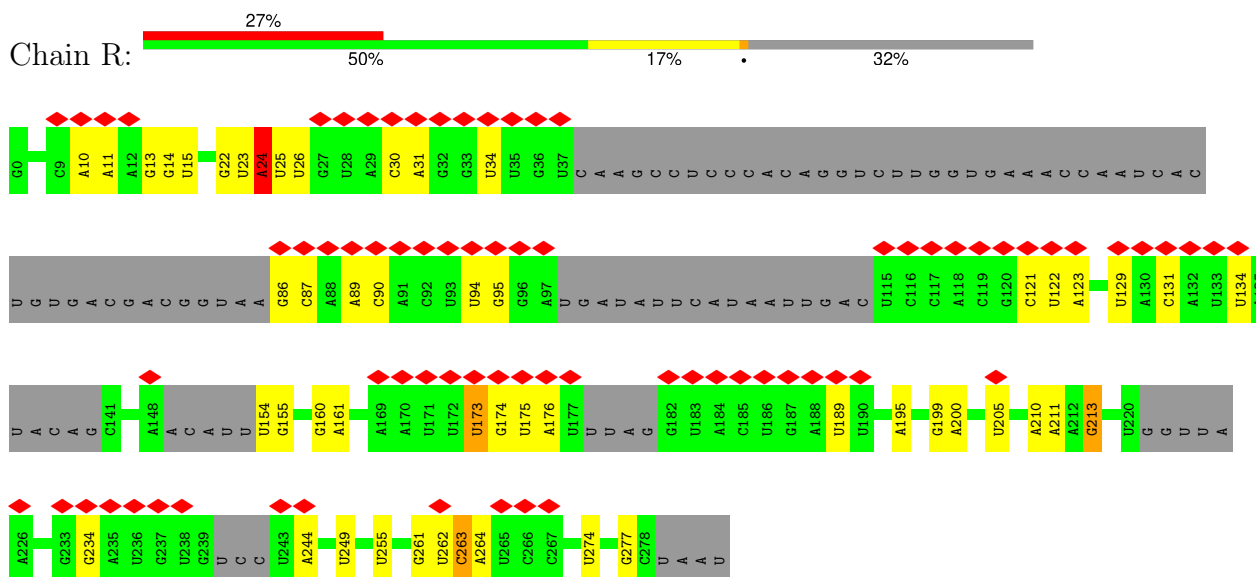 27%
Chain R:
50% 17% • 32%
G0 C9 A10 A11 A12 G13 G14 U15 G22 U23 A24 U25 U26 G27 U28 A29 C30 A31 G32 G33 U34 U35 G36 U37 C A A G C C U C C C A C A G G U C U U G G U G A A A C C A A U C A C
U G U G A C G A C G G U A A G86 C87 A88 A89 C90 A91 C92 U93 U94 G95 G96 A97 U G A U A U U C A U A A U U G A C U115 C116 C117 A118 C119 G120 C121 U122 A123 U129 A130 C131 A132 U133 U134
U A C A G C141 A148 A C A U U U154 G155 G160 A161 A169 A170 U171 U172 U173 G174 U175 A176 U177 U U A G G182 U183 A184 C185 U186 G187 A188 U189 U190 A195 G199 A200 U205 A210 A211 A212 G213 U220 G G U U A
A226 G233 G234 A235 U236 G237 U238 G239 U C C U243 A244 U249 U255 G261 U262 C263 A264 U265 C266 C267 U274 G277 C278 U A A U